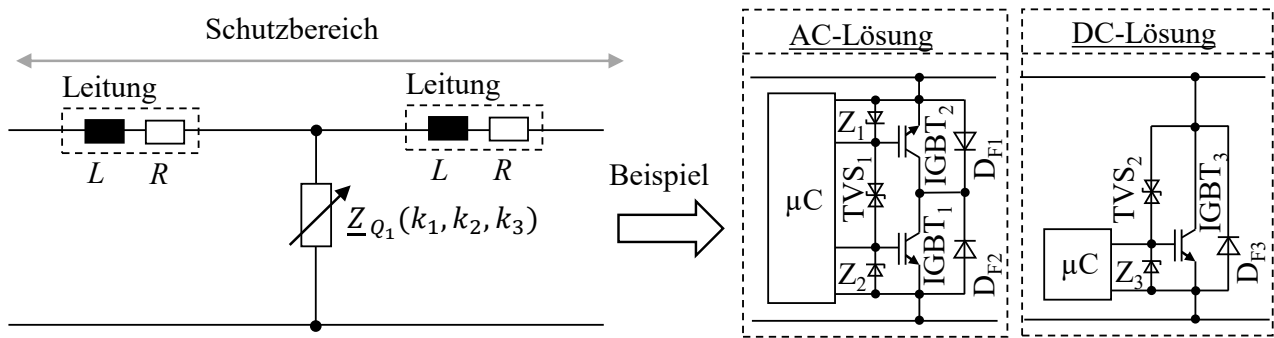 Schutzbereich
Leitung
Leitung
L
R
L
R
Z Q₁(k₁, k₂, k₃)
Beispiel
AC-Lösung
µC
Z₁
TVS₁
Z₂
IGBT₂
IGBT₁
D_F1
D_F2
DC-Lösung
µC
TVS₂
Z₃
IGBT₃
D_F3